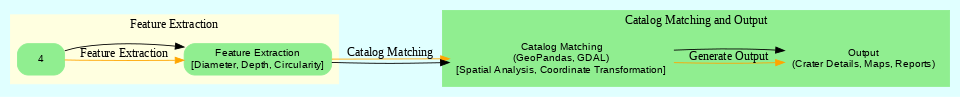 Feature Extraction
4
Feature Extraction
Feature Extraction
[Diameter, Depth, Circularity]
Catalog Matching
Catalog Matching and Output
Catalog Matching
(GeoPandas, GDAL)
[Spatial Analysis, Coordinate Transformation]
Generate Output
Output
(Crater Details, Maps, Reports)